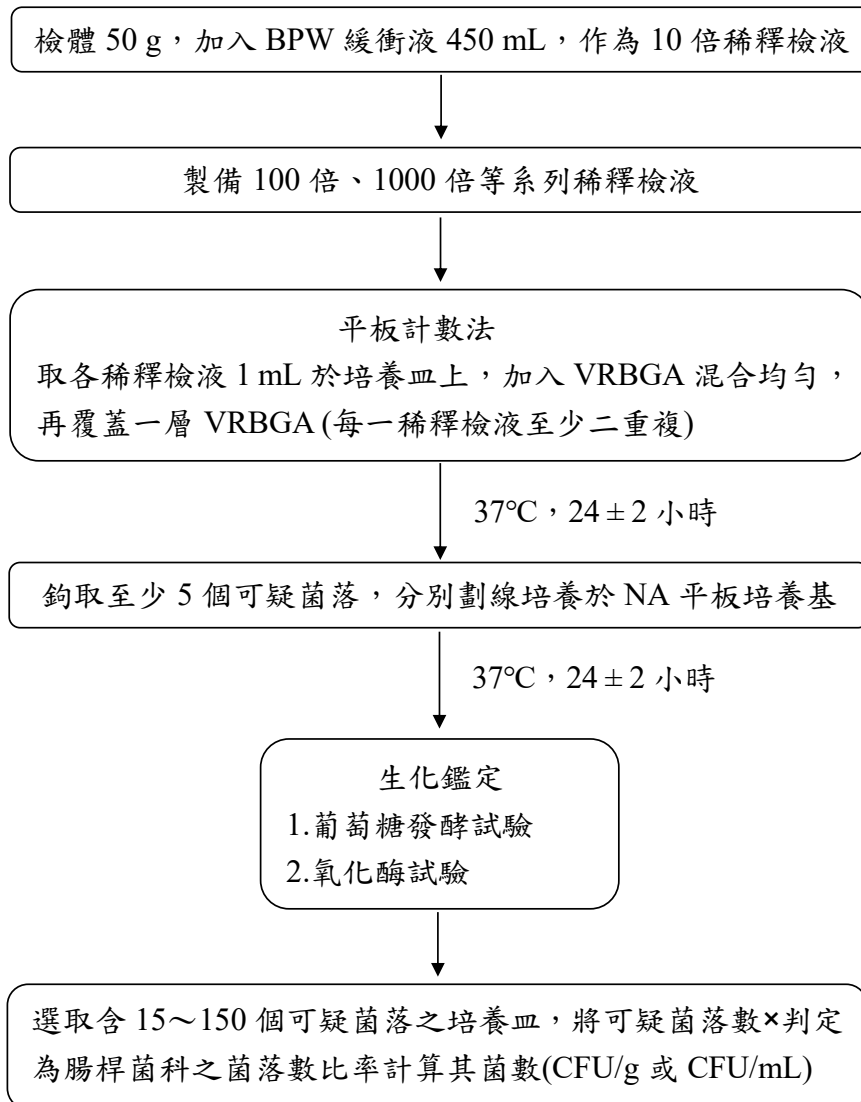 檢體 50 g，加入 BPW 緩衝液 450 mL，作為 10 倍稀釋檢液
製備 100 倍、1000 倍等系列稀釋檢液
平板計數法
取各稀釋檢液 1 mL 於培養皿上，加入 VRBGA 混合均勻，
再覆蓋一層 VRBGA (每一稀釋檢液至少二重複)
37°C，24 ± 2 小時
鉤取至少 5 個可疑菌落，分別劃線培養於 NA 平板培養基
37°C，24 ± 2 小時
生化鑑定
1.葡萄糖發酵試驗
2.氧化酶試驗
選取含 15～150 個可疑菌落之培養皿，將可疑菌落數×判定
為腸桿菌科之菌落數比率計算其菌數(CFU/g 或 CFU/mL)